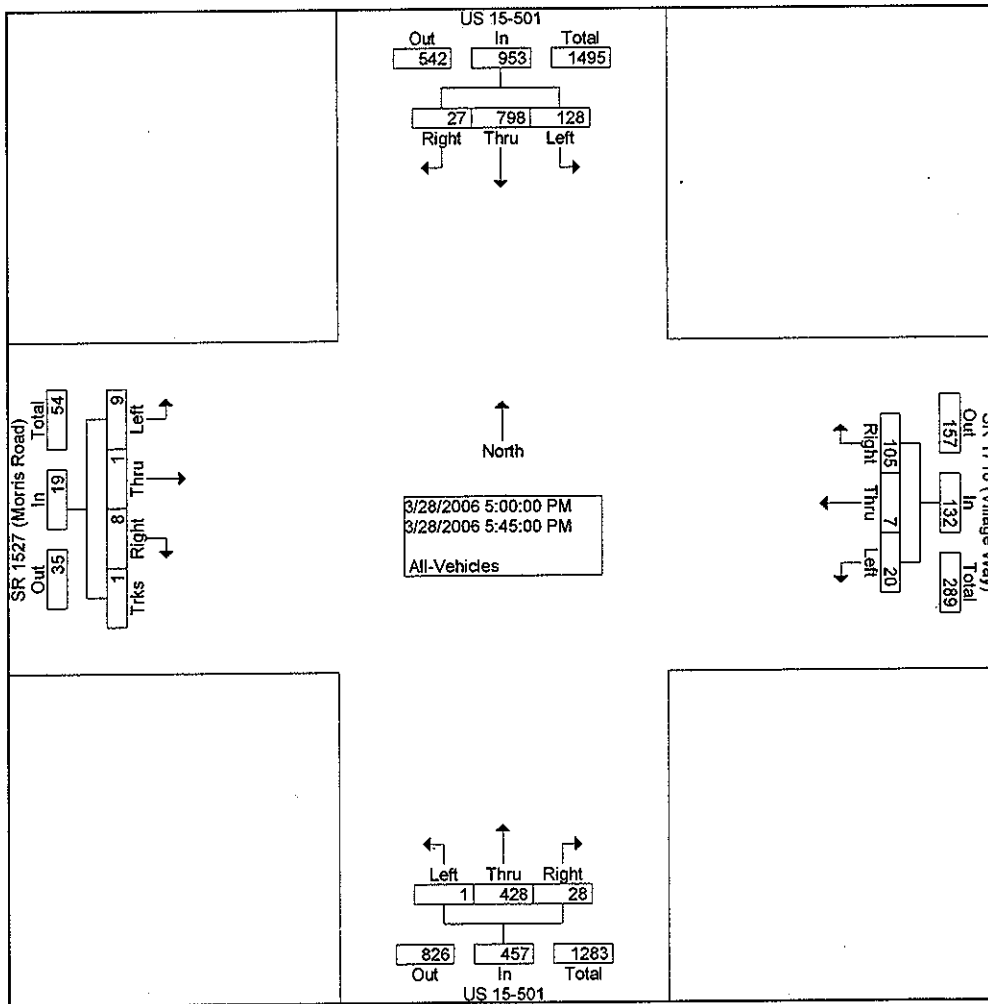 US 15-501
Out In Total
542 953 1495
27 798 128
Right Thru Left
SR 1527 (Morris Road)
Total In Out
54 19 35
9 1 8 1
Left Thru Right Trks
North
3/28/2006 5:00:00 PM
3/28/2006 5:45:00 PM
All-Vehicles
Right Thru Left
105 7 20
157 132 289
Out In Total
(Village Way)
Left Thru Right
1 428 28
826 457 1283
Out In Total
US 15-501